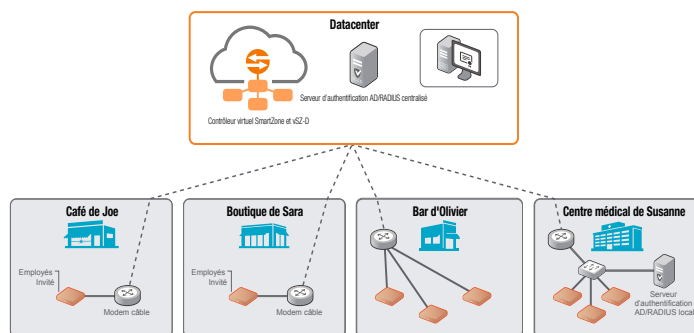 Datacenter
Serveur d'authentification AD/RADIUS centralisé
Contrôleur virtuel SmartZone et vSZ-D
Café de Joe
Employés
Invité
Modem câble
Boutique de Sara
Employés
Invité
Modem câble
Bar d'Olivier
Centre médical de Susanne
Serveur
d'authentification
AD/RADIUS local